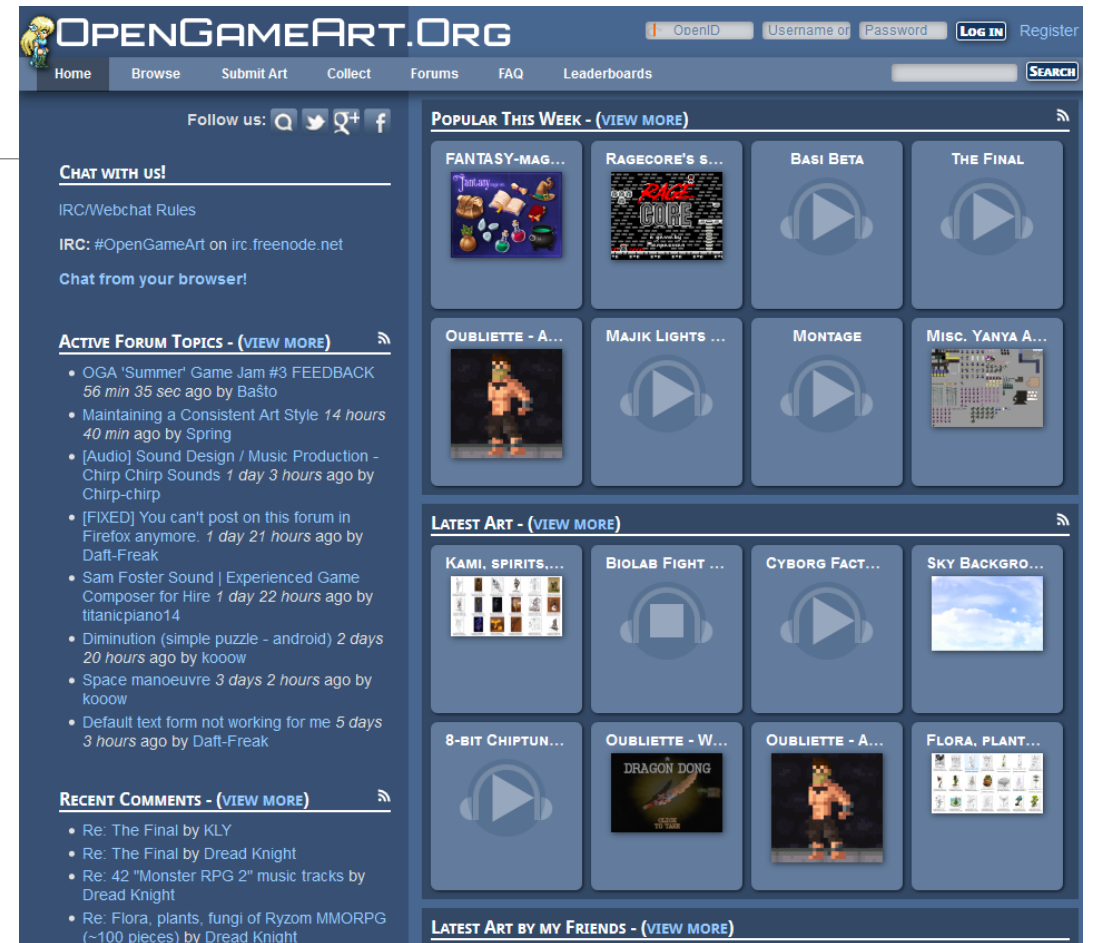 OpenGameArt.Org
OpenID
Username or
Password
Log in
Register
Home
Browse
Submit Art
Collect
Forums
FAQ
Leaderboards
Search
Follow us:
Chat with us!
IRC/Webchat Rules
IRC: #OpenGameArt on irc.freenode.net
Chat from your browser!
Active Forum Topics - (view more)
OGA 'Summer' Game Jam #3 FEEDBACK
56 min 35 sec ago by Baŝto
Maintaining a Consistent Art Style 14 hours
40 min ago by Spring
[Audio] Sound Design / Music Production -
Chirp Chirp Sounds 1 day 3 hours ago by
Chirp-chirp
[FIXED] You can't post on this forum in
Firefox anymore. 1 day 21 hours ago by
Daft-Freak
Sam Foster Sound | Experienced Game
Composer for Hire 1 day 22 hours ago by
titanicpiano14
Diminution (simple puzzle - android) 2 days
20 hours ago by kooow
Space manoeuvre 3 days 2 hours ago by
kooow
Default text form not working for me 5 days
3 hours ago by Daft-Freak
Recent Comments - (view more)
Re: The Final by KLY
Re: The Final by Dread Knight
Re: 42 "Monster RPG 2" music tracks by
Dread Knight
Re: Flora, plants, fungi of Ryzom MMORPG
(~100 pieces) by Dread Knight
Popular This Week - (view more)
FANTASY-mag...
Fantasy
Ragecore's s...
RAGE
CORE
Basi Beta
The Final
Oubliette - A...
Majik Lights ...
Montage
Misc. Yanya A...
Latest Art - (view more)
Kami, spirits,...
Biolab Fight ...
Cyborg Fact...
Sky Backgro...
8-bit Chiptun...
Oubliette - W...
DRAGON DONG
CLICK
TO TAKE
Oubliette - A...
Flora, plant...
Latest Art by my Friends - (view more)